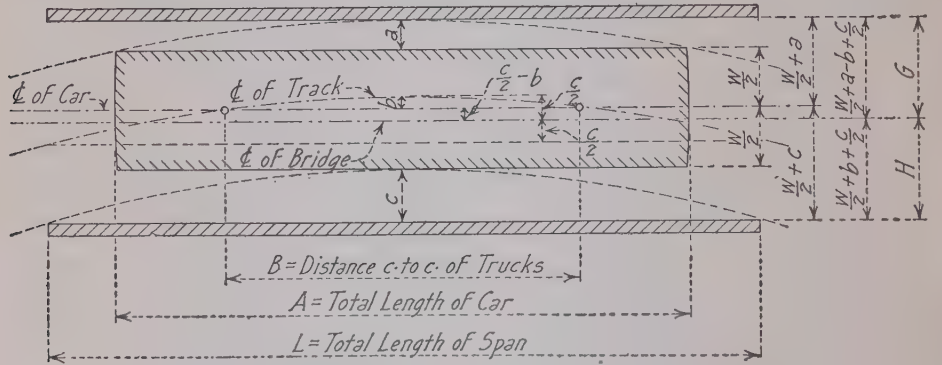 a
℄ of Car
℄ of Track
b
c/2 - b
c/2
℄ of Bridge
c/2
c
W/2
W/2
W/2 + a
W/2 + c
W/2 + a - b + c/2
W/2 + b + c/2
G
H
B = Distance c. to c. of Trucks
A = Total Length of Car
L = Total Length of Span